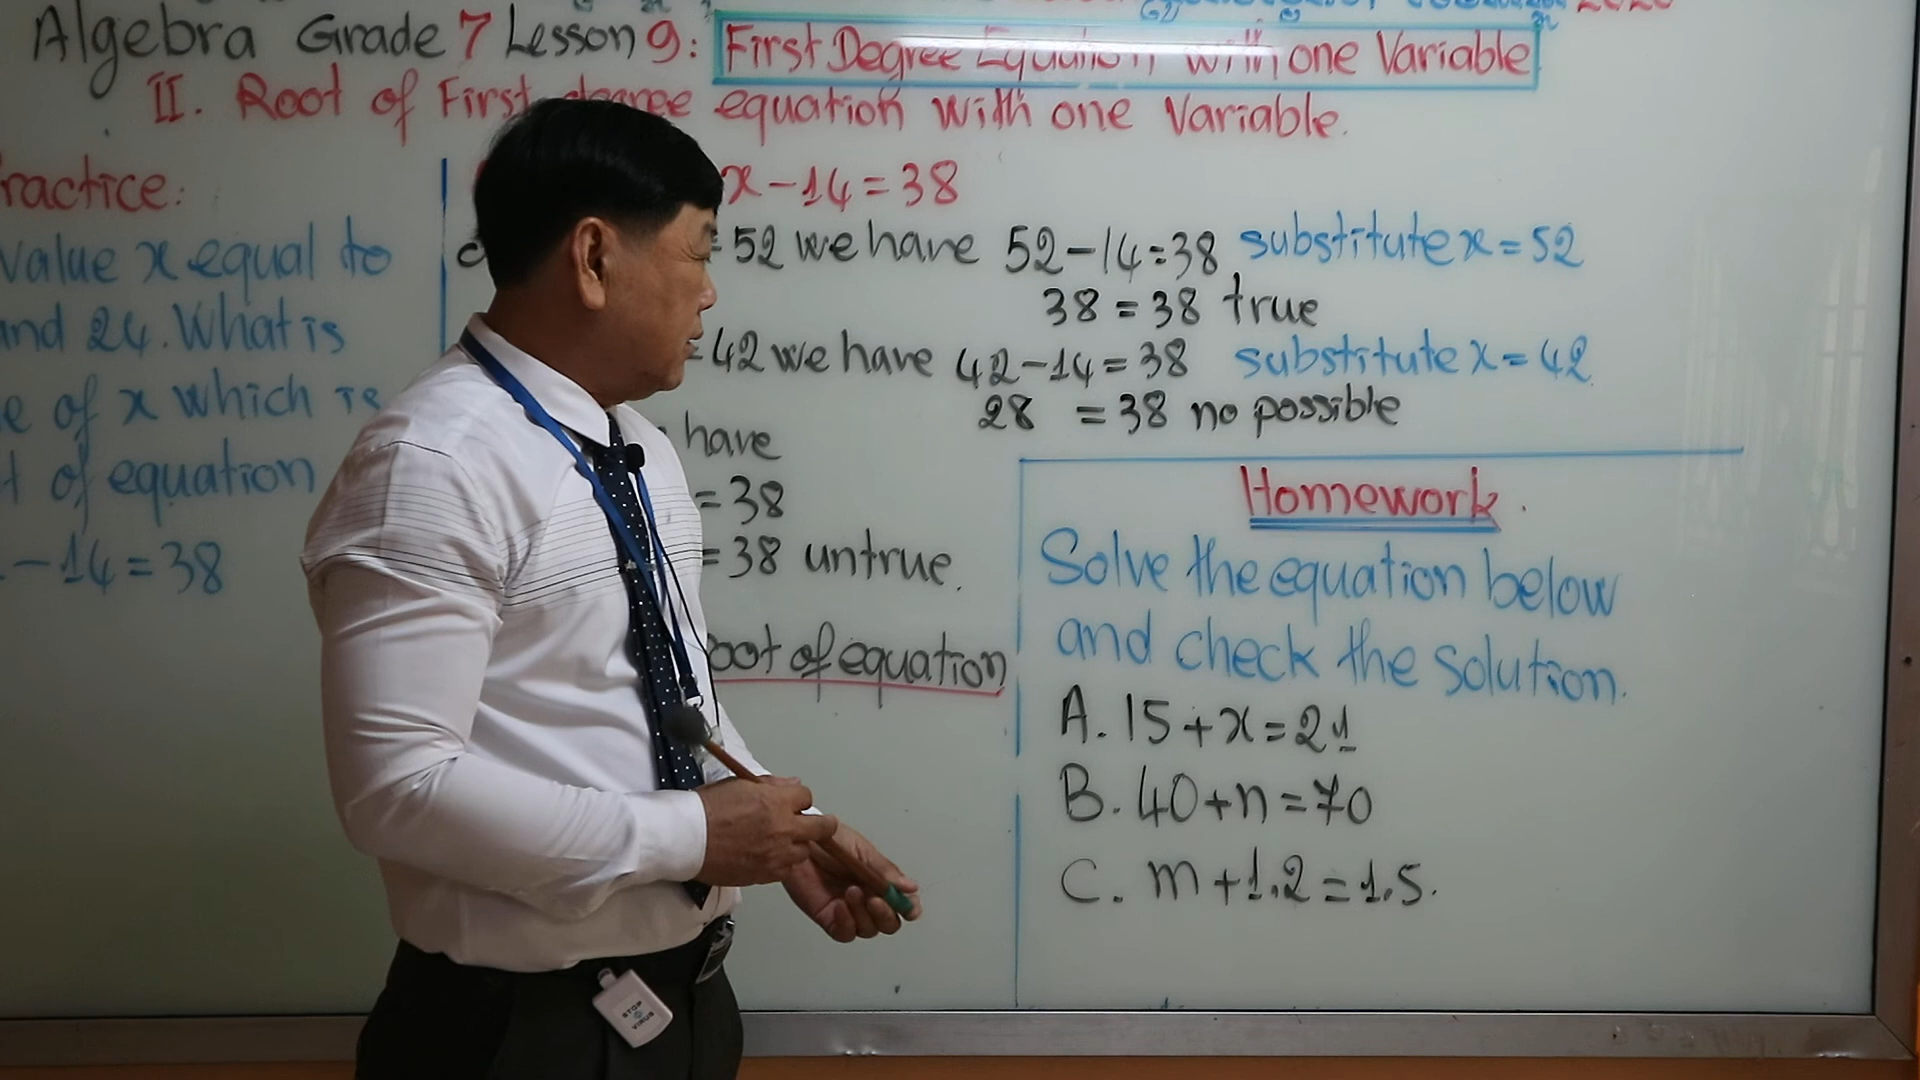 Algebra Grade 7 Lesson 9: First Degree Equation with one Variable
II. Root of First degree equation with one Variable.
ractice:
value x equal to
and 24. What is
e of x which is
t of equation
- 14 = 38
x - 14 = 38
= 52 we have 52 - 14 = 38 substitute x = 52
38 = 38 true
= 42 we have 42 - 14 = 38 substitute x = 42
28 = 38 no possible
have
= 38
= 38 untrue.
oot of equation
Homework.
Solve the equation below
and check the solution.
A. 15 + x = 21
B. 40 + n = 70
C. m + 1.2 = 1.5.
STOP
VIRUS